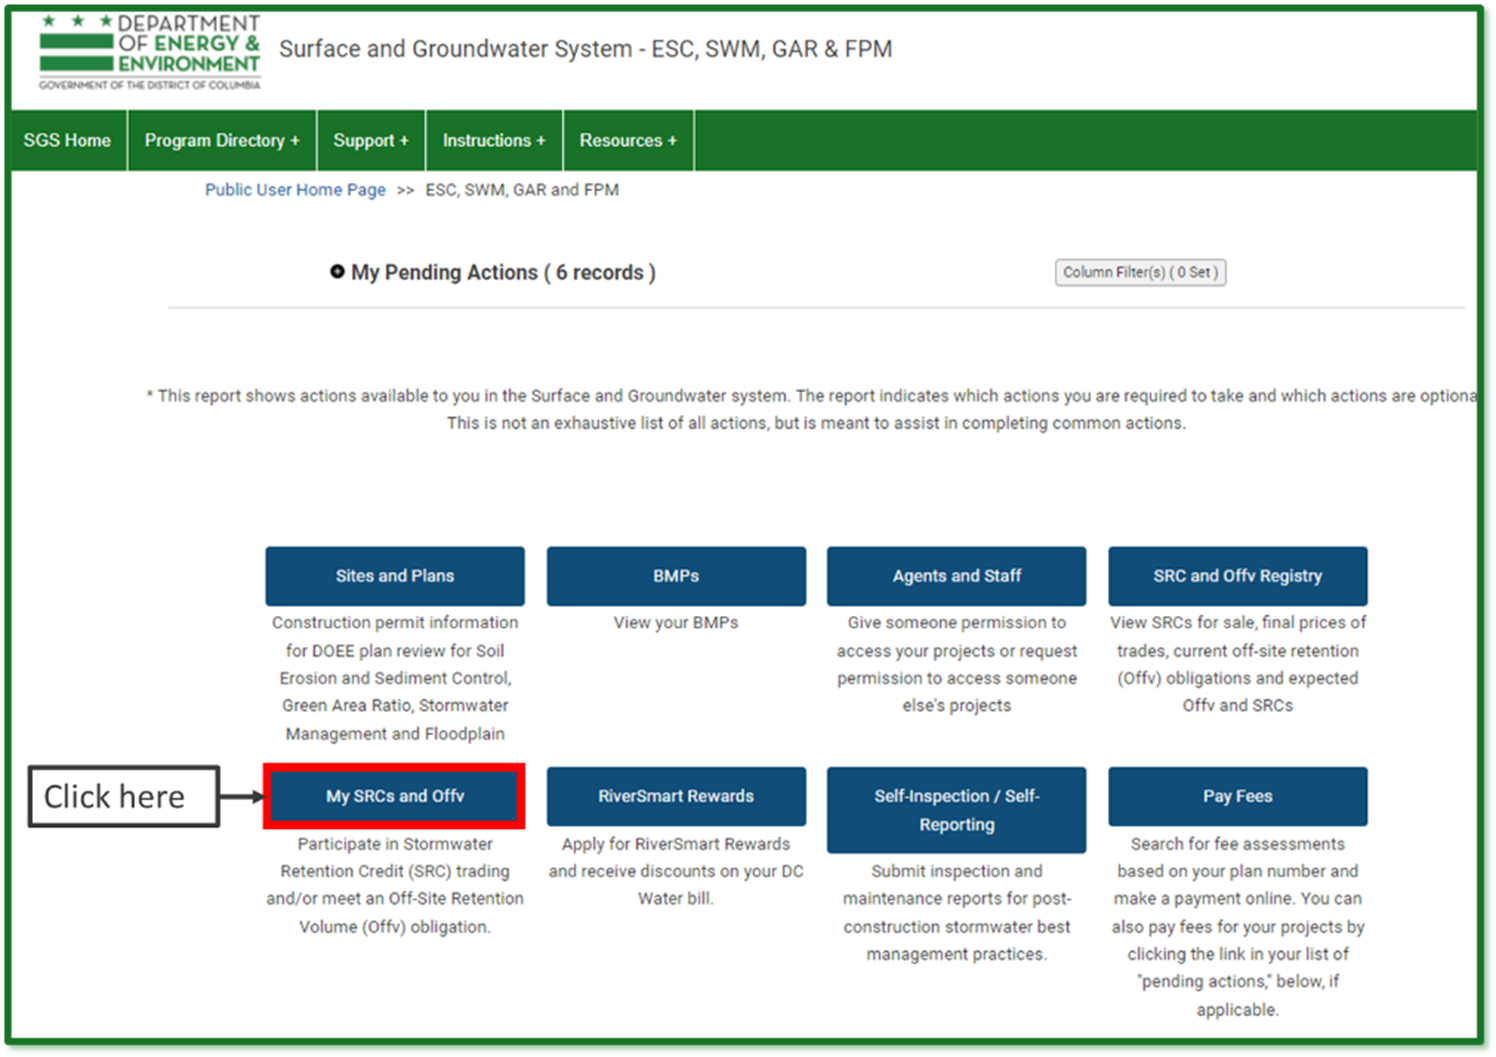 DEPARTMENT
OF ENERGY &
ENVIRONMENT
GOVERNMENT OF THE DISTRICT OF COLUMBIA
Surface and Groundwater System - ESC, SWM, GAR & FPM
SGS Home
Program Directory +
Support +
Instructions +
Resources +
Public User Home Page >> ESC, SWM, GAR and FPM
My Pending Actions ( 6 records )
Column Filter(s) ( 0 Set )
* This report shows actions available to you in the Surface and Groundwater system. The report indicates which actions you are required to take and which actions are optiona
This is not an exhaustive list of all actions, but is meant to assist in completing common actions.
Sites and Plans
Construction permit information
for DOEE plan review for Soil
Erosion and Sediment Control,
Green Area Ratio, Stormwater
Management and Floodplain
BMPs
View your BMPs
Agents and Staff
Give someone permission to
access your projects or request
permission to access someone
else's projects
SRC and Offv Registry
View SRCs for sale, final prices of
trades, current off-site retention
(Offv) obligations and expected
Offv and SRCs
Click here
My SRCs and Offv
Participate in Stormwater
Retention Credit (SRC) trading
and/or meet an Off-Site Retention
Volume (Offv) obligation.
RiverSmart Rewards
Apply for RiverSmart Rewards
and receive discounts on your DC
Water bill.
Self-Inspection / Self-
Reporting
Submit inspection and
maintenance reports for post-
construction stormwater best
management practices.
Pay Fees
Search for fee assessments
based on your plan number and
make a payment online. You can
also pay fees for your projects by
clicking the link in your list of
"pending actions," below, if
applicable.